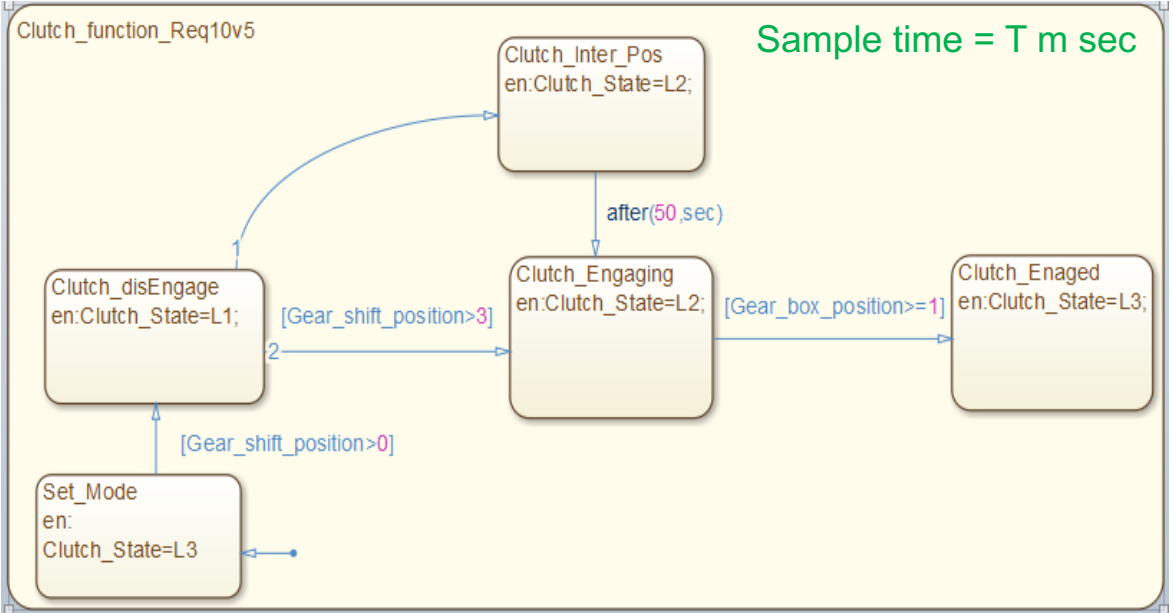 Clutch_function_Req10v5
Sample time = T m sec
Clutch_Inter_Pos
en:Clutch_State=L2;
after(50,sec)
1
Clutch_disEngage
en:Clutch_State=L1;
[Gear_shift_position>3]
2
Clutch_Engaging
en:Clutch_State=L2;
[Gear_box_position>=1]
Clutch_Enaged
en:Clutch_State=L3;
[Gear_shift_position>0]
Set_Mode
en:
Clutch_State=L3